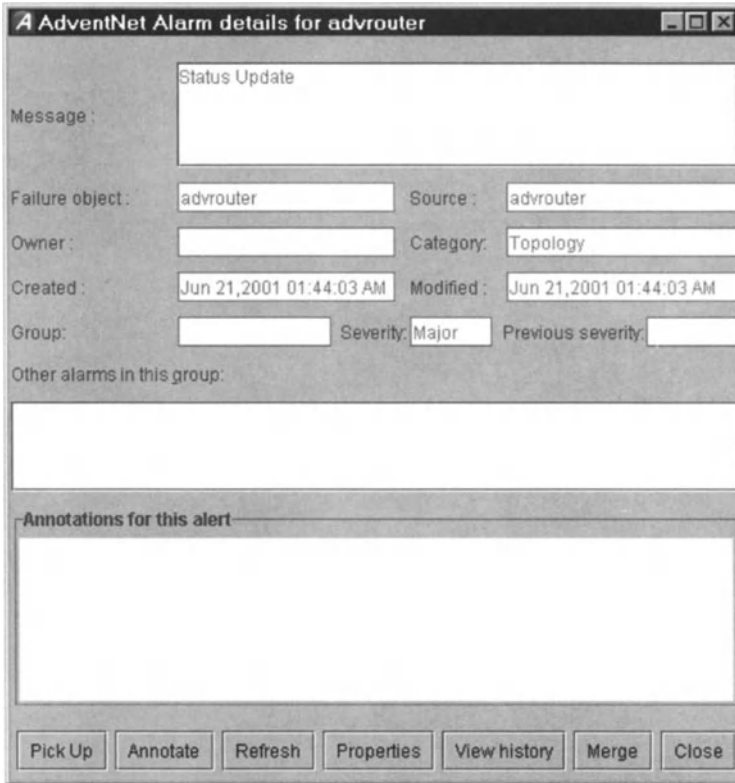 A AdventNet Alarm details for advrouter
Message :
Status Update
Failure object : advrouter Source : advrouter
Owner : Category: Topology
Created : Jun 21,2001 01:44:03 AM Modified : Jun 21,2001 01:44:03 AM
Group: Severity: Major Previous severity:
Other alarms in this group:
Annotations for this alert
Pick Up Annotate Refresh Properties View history Merge Close